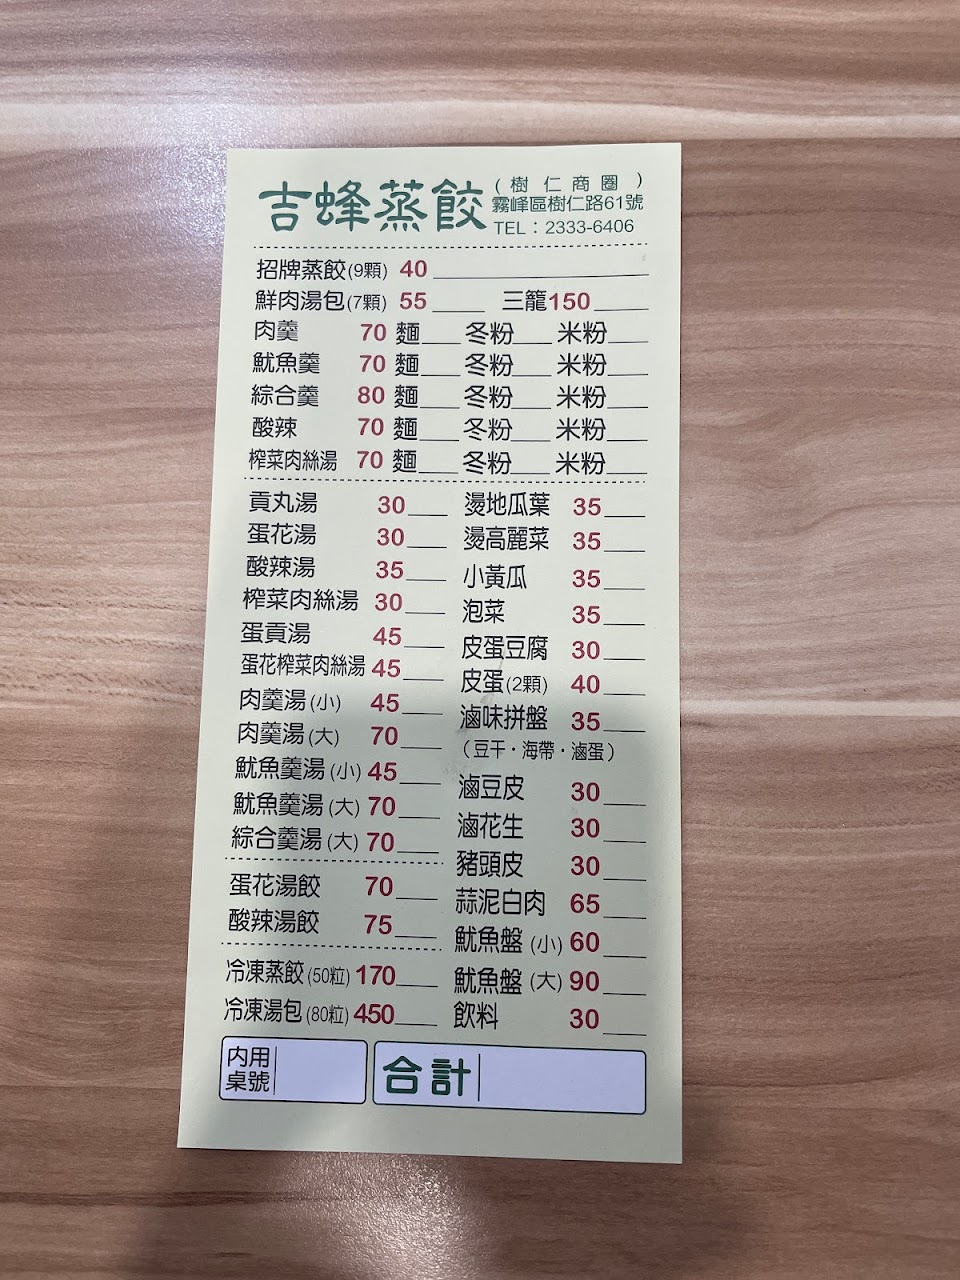 吉蜂蒸餃
(樹仁商圈)
霧峰區樹仁路61號
TEL：2333-6406
招牌蒸餃(9顆) 40
鮮肉湯包(7顆) 55 三籠150
肉羹 70 麵 冬粉 米粉
魷魚羹 70 麵 冬粉 米粉
綜合羹 80 麵 冬粉 米粉
酸辣 70 麵 冬粉 米粉
榨菜肉絲湯 70 麵 冬粉 米粉
貢丸湯 30
蛋花湯 30
酸辣湯 35
榨菜肉絲湯 30
蛋貢湯 45
蛋花榨菜肉絲湯 45
肉羹湯(小) 45
肉羹湯(大) 70
魷魚羹湯(小) 45
魷魚羹湯(大) 70
綜合羹湯(大) 70
蛋花湯餃 70
酸辣湯餃 75
冷凍蒸餃(50粒) 170
冷凍湯包(80粒) 450
燙地瓜葉 35
燙高麗菜 35
小黃瓜 35
泡菜 35
皮蛋豆腐 30
皮蛋(2顆) 40
滷味拼盤 35
（豆干・海帶・滷蛋）
滷豆皮 30
滷花生 30
豬頭皮 30
蒜泥白肉 65
魷魚盤(小) 60
魷魚盤(大) 90
飲料 30
內用
桌號
合計